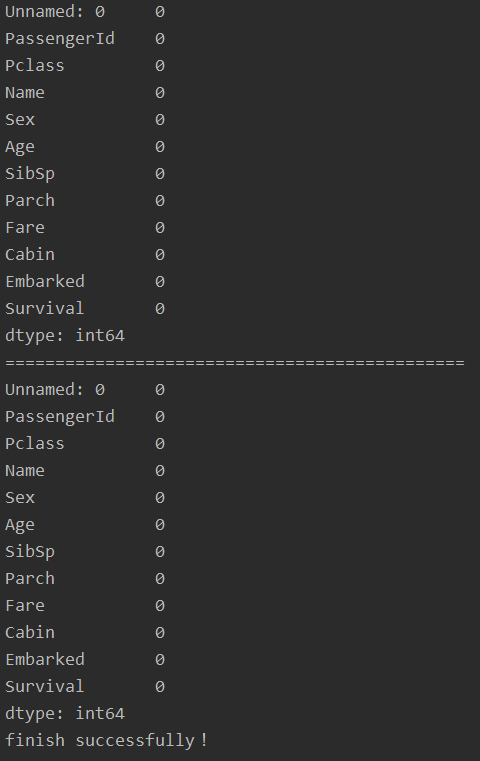 Unnamed: 0     0
PassengerId    0
Pclass         0
Name           0
Sex            0
Age            0
SibSp          0
Parch          0
Fare           0
Cabin          0
Embarked       0
Survival       0
dtype: int64
==============================================
Unnamed: 0     0
PassengerId    0
Pclass         0
Name           0
Sex            0
Age            0
SibSp          0
Parch          0
Fare           0
Cabin          0
Embarked       0
Survival       0
dtype: int64
finish successfully！